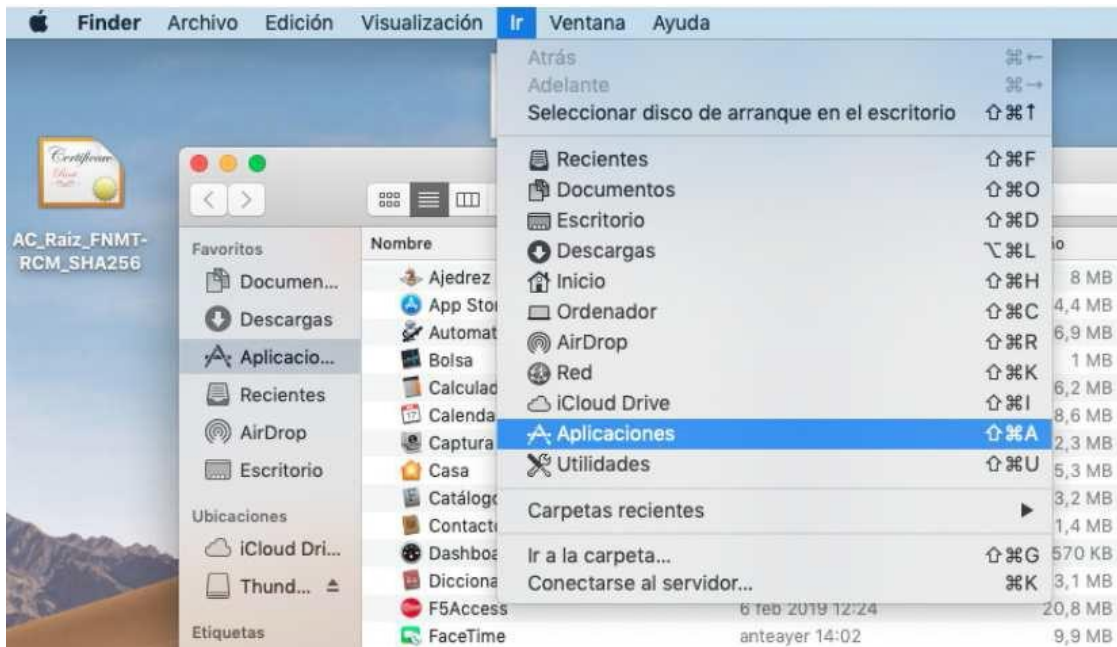 Finder Archivo Edición Visualización Ir Ventana Ayuda
Atrás ⌘←
Adelante ⌘→
Seleccionar disco de arranque en el escritorio ⇧⌘↑
Recientes ⇧⌘F
Documentos ⇧⌘O
Escritorio ⇧⌘D
Descargas ⌥⌘L
Inicio ⇧⌘H
Ordenador ⇧⌘C
AirDrop ⇧⌘R
Red ⇧⌘K
iCloud Drive ⇧⌘I
Aplicaciones ⇧⌘A
Utilidades ⇧⌘U
Carpetas recientes
Ir a la carpeta... ⇧⌘G
Conectarse al servidor... ⌘K
AC_Raiz_FNMT-
RCM_SHA256
Favoritos
Documen...
Descargas
Aplicacio...
Recientes
AirDrop
Escritorio
Ubicaciones
iCloud Dri...
Thund...
Etiquetas
Nombre
Ajedrez 8 MB
App Sto 4,4 MB
Automat 6,9 MB
Bolsa 1 MB
Calculad 6,2 MB
Calenda 8,6 MB
Captura 2,3 MB
Casa 5,3 MB
Catálogo 3,2 MB
Contact 1,4 MB
Dashboa 570 KB
Dicciona 3,1 MB
F5Access 6 feb 2019 12:24 20,8 MB
FaceTime anteayer 14:02 9,9 MB